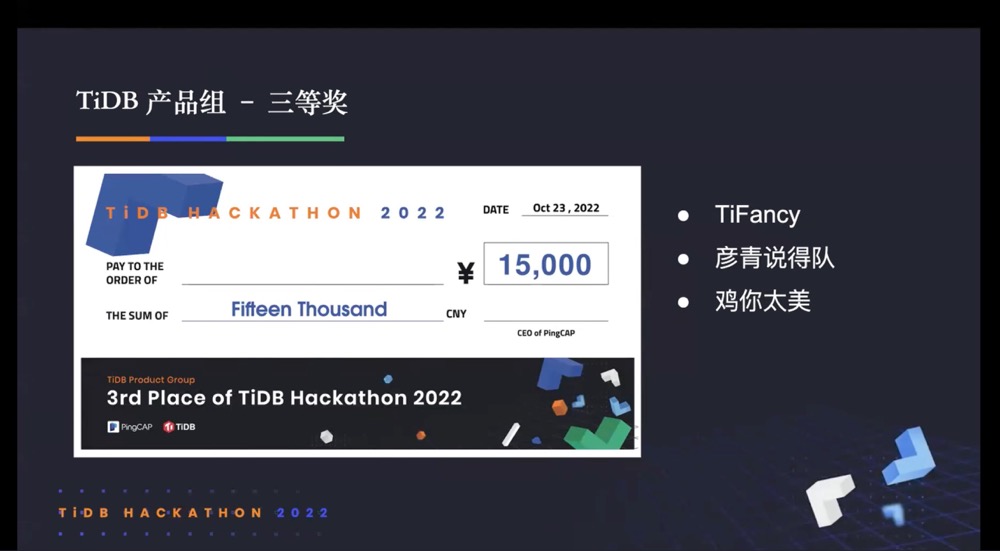 TiDB 产品组 – 三等奖
TiDB HACKATHON 2022
DATE Oct 23 , 2022
PAY TO THE
ORDER OF
¥ 15,000
THE SUM OF Fifteen Thousand CNY
CEO of PingCAP
TiDB Product Group
3rd Place of TiDB Hackathon 2022
PingCAP TiDB
• TiFancy
• 彦青说得队
• 鸡你太美
TiDB HACKATHON 2022